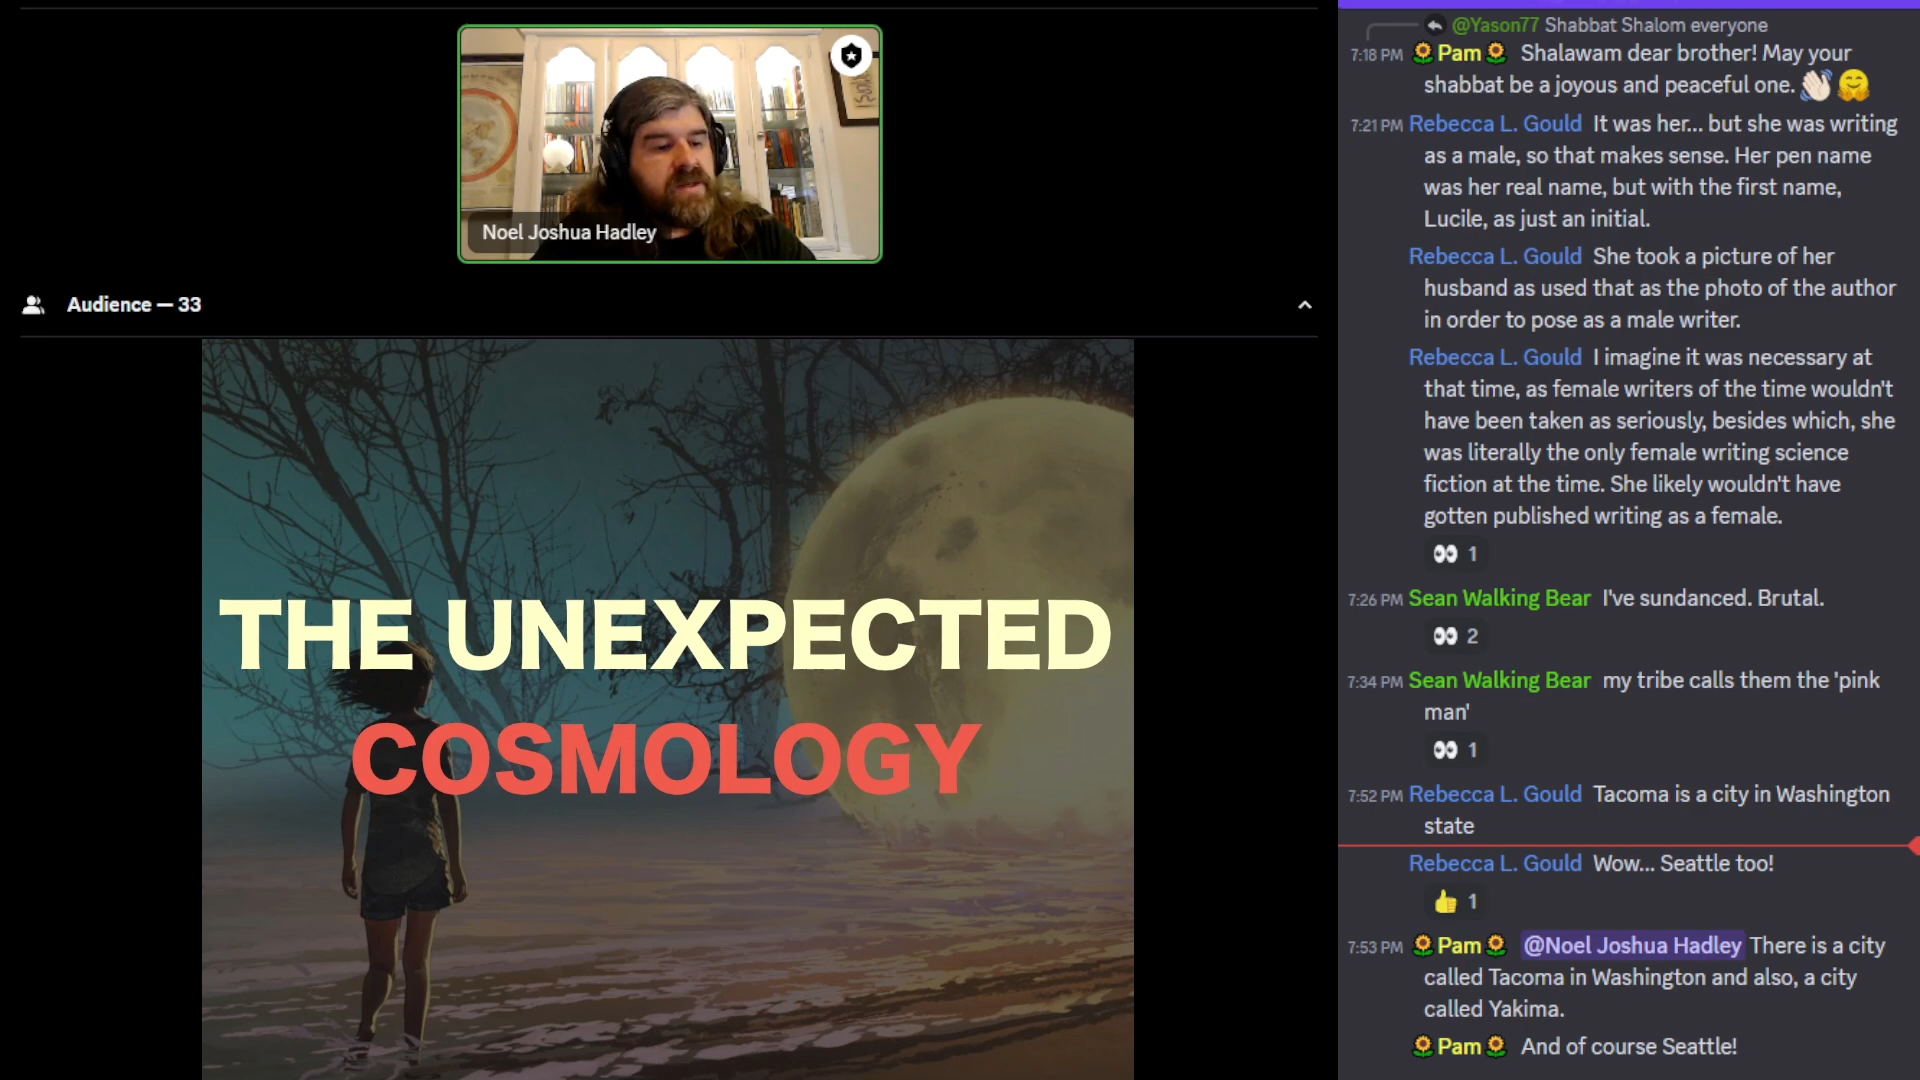 Noel Joshua Hadley
Audience — 33
THE UNEXPECTED
COSMOLOGY
@Yason77 Shabbat Shalom everyone
7:18 PM 🌻Pam🌻 Shalawam dear brother! May your
shabbat be a joyous and peaceful one. 👋🏻 🤗
7:21 PM Rebecca L. Gould It was her... but she was writing
as a male, so that makes sense. Her pen name
was her real name, but with the first name,
Lucile, as just an initial.
Rebecca L. Gould She took a picture of her
husband as used that as the photo of the author
in order to pose as a male writer.
Rebecca L. Gould I imagine it was necessary at
that time, as female writers of the time wouldn't
have been taken as seriously, besides which, she
was literally the only female writing science
fiction at the time. She likely wouldn't have
gotten published writing as a female.
👀 1
7:26 PM Sean Walking Bear I've sundanced. Brutal.
👀 2
7:34 PM Sean Walking Bear my tribe calls them the 'pink
man'
👀 1
7:52 PM Rebecca L. Gould Tacoma is a city in Washington
state
Rebecca L. Gould Wow... Seattle too!
👍 1
7:53 PM 🌻Pam🌻 @Noel Joshua Hadley There is a city
called Tacoma in Washington and also, a city
called Yakima.
🌻Pam🌻 And of course Seattle!